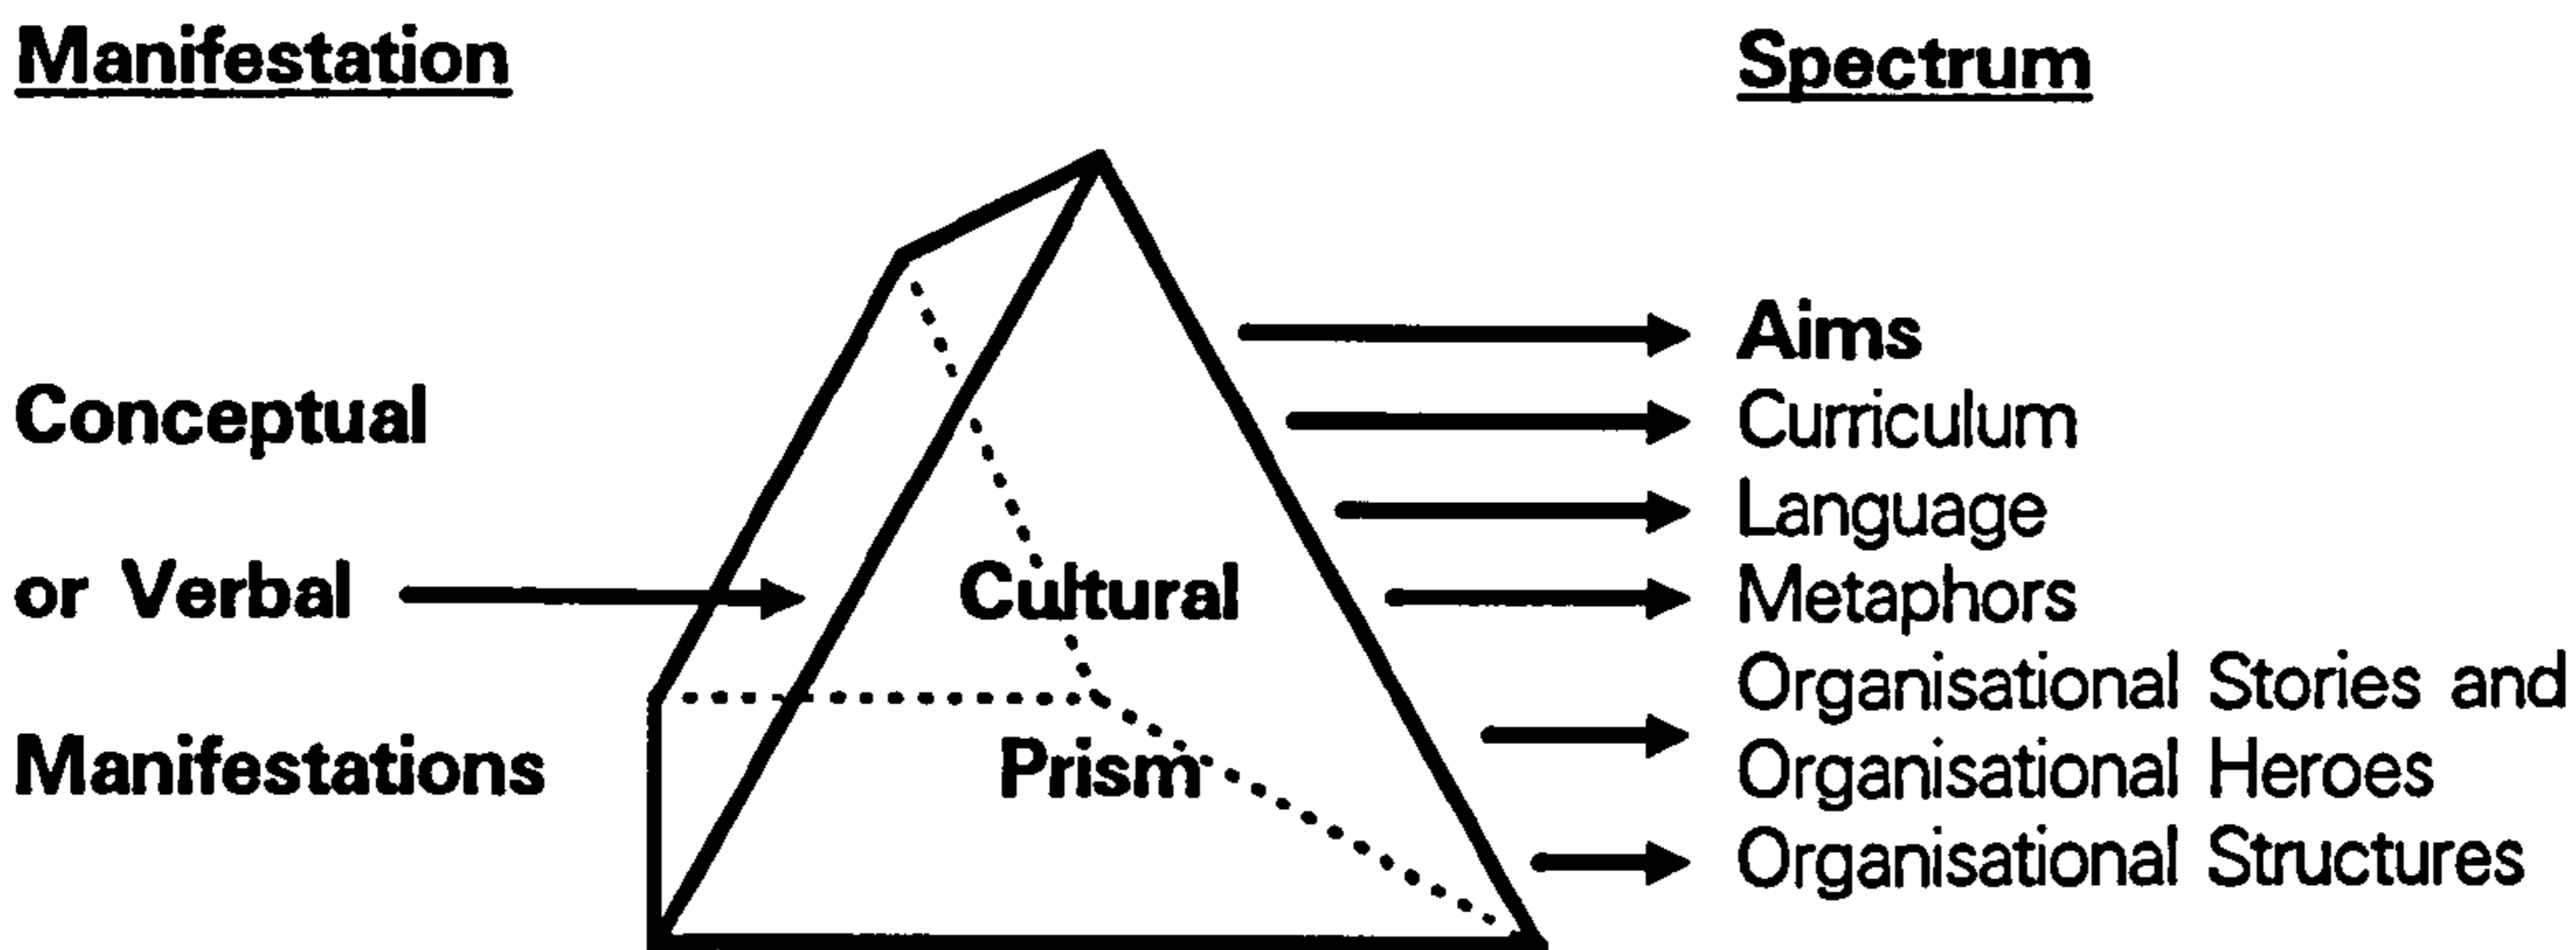 Manifestation
Spectrum
Conceptual
or Verbal
Manifestations
Cultural
Prism
Aims
Curriculum
Language
Metaphors
Organisational Stories and
Organisational Heroes
Organisational Structures